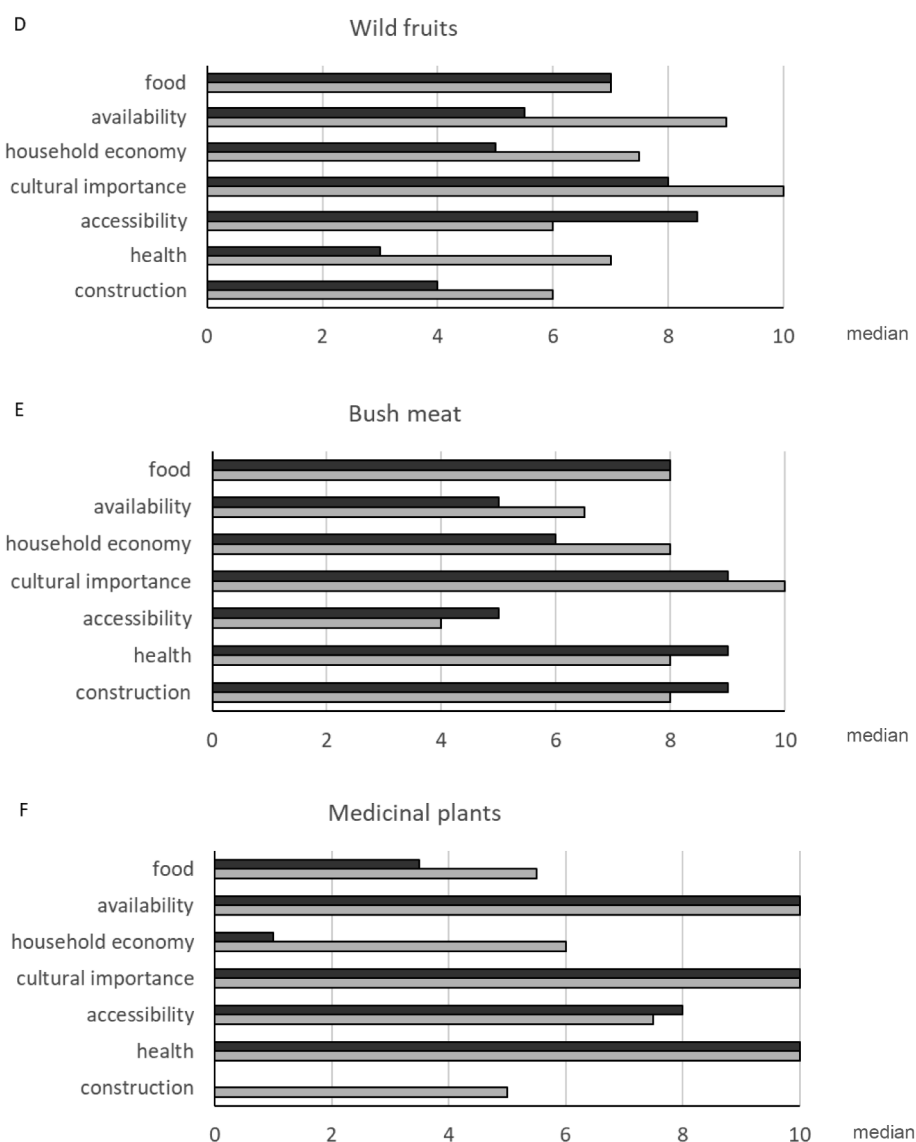 D
Wild fruits
food
availability
household economy
cultural importance
accessibility
health
construction
0 2 4 6 8 10 median
E
Bush meat
food
availability
household economy
cultural importance
accessibility
health
construction
0 2 4 6 8 10 median
F
Medicinal plants
food
availability
household economy
cultural importance
accessibility
health
construction
0 2 4 6 8 10 median